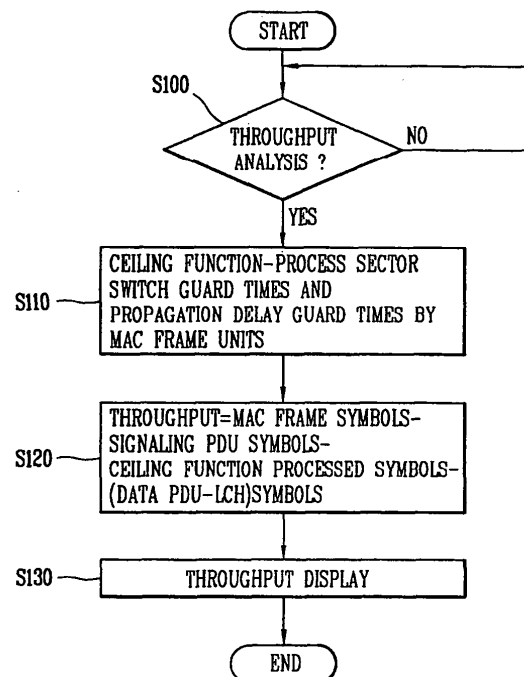 START
S100
THROUGHPUT
ANALYSIS ?
NO
YES
S110
CEILING FUNCTION-PROCESS SECTOR
SWITCH GUARD TIMES AND
PROPAGATION DELAY GUARD TIMES BY
MAC FRAME UNITS
S120
THROUGHPUT=MAC FRAME SYMBOLS-
SIGNALING PDU SYMBOLS-
CEILING FUNCTION PROCESSED SYMBOLS-
(DATA PDU-LCH)SYMBOLS
S130
THROUGHPUT DISPLAY
END